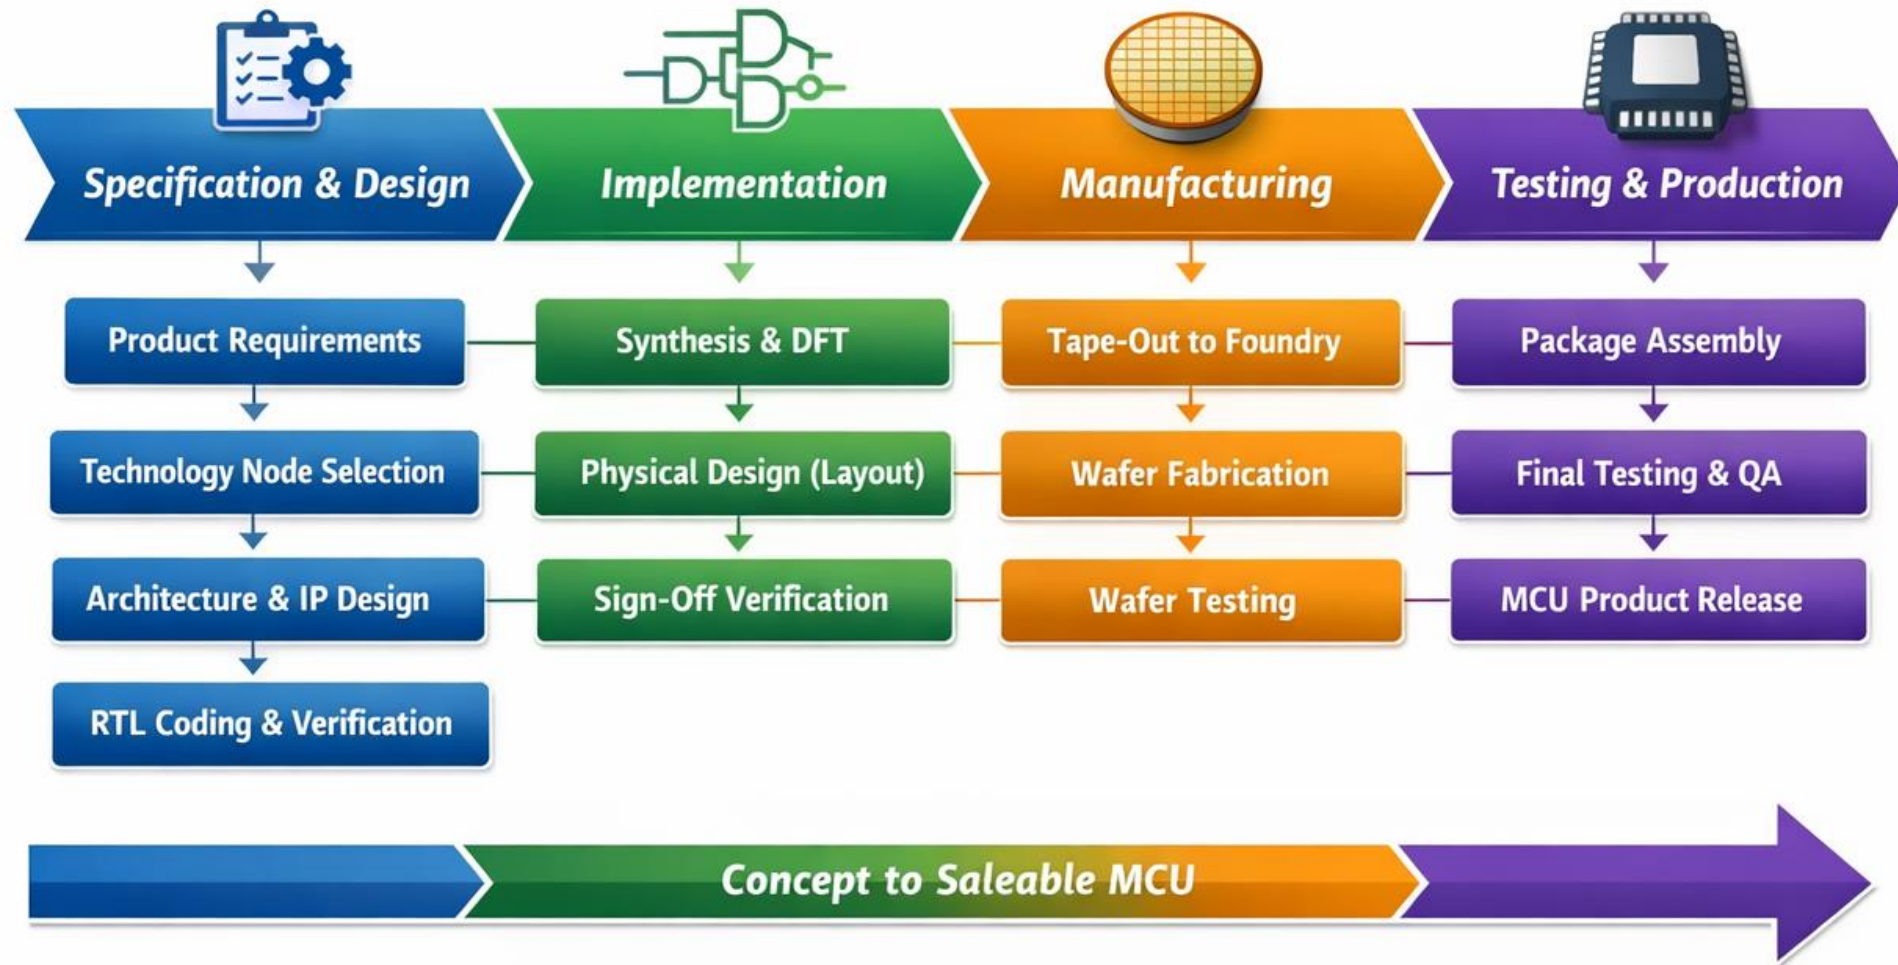 Specification & Design
Implementation
Manufacturing
Testing & Production
Product Requirements
Synthesis & DFT
Tape-Out to Foundry
Package Assembly
Technology Node Selection
Physical Design (Layout)
Wafer Fabrication
Final Testing & QA
Architecture & IP Design
Sign-Off Verification
Wafer Testing
MCU Product Release
RTL Coding & Verification
Concept to Saleable MCU